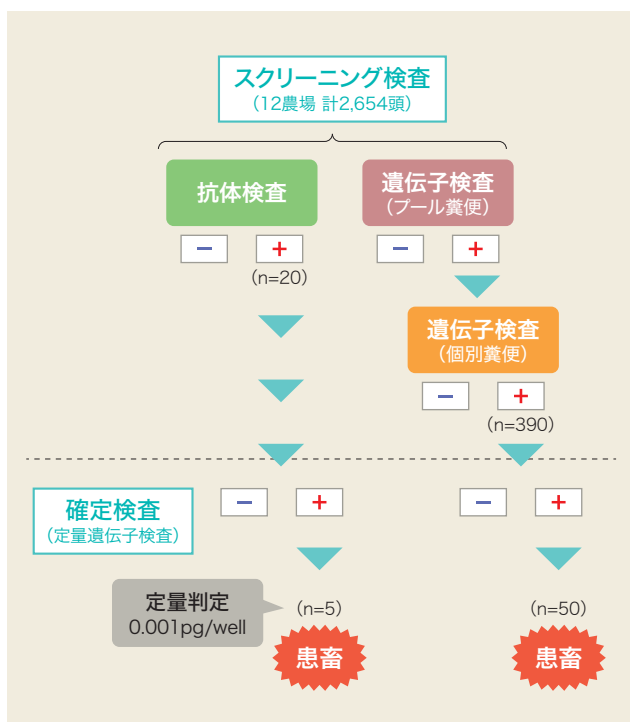 スクリーニング検査
(12農場 計2,654頭)
抗体検査
遺伝子検査
(プール糞便)
− + − +
(n=20)
遺伝子検査
(個別糞便)
− +
(n=390)
確定検査
(定量遺伝子検査)
− + − +
定量判定
0.001pg/well
(n=5)
(n=50)
患畜
患畜